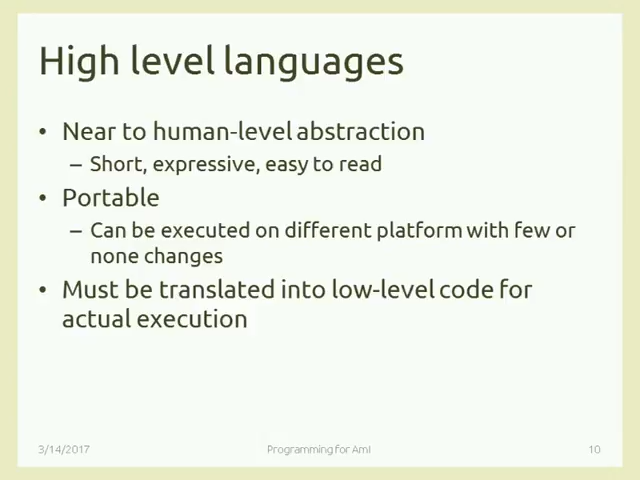 High level languages
• Near to human-level abstraction
– Short, expressive, easy to read
• Portable
– Can be executed on different platform with few or
none changes
• Must be translated into low-level code for
actual execution
3/14/2017
Programming for AmI
10